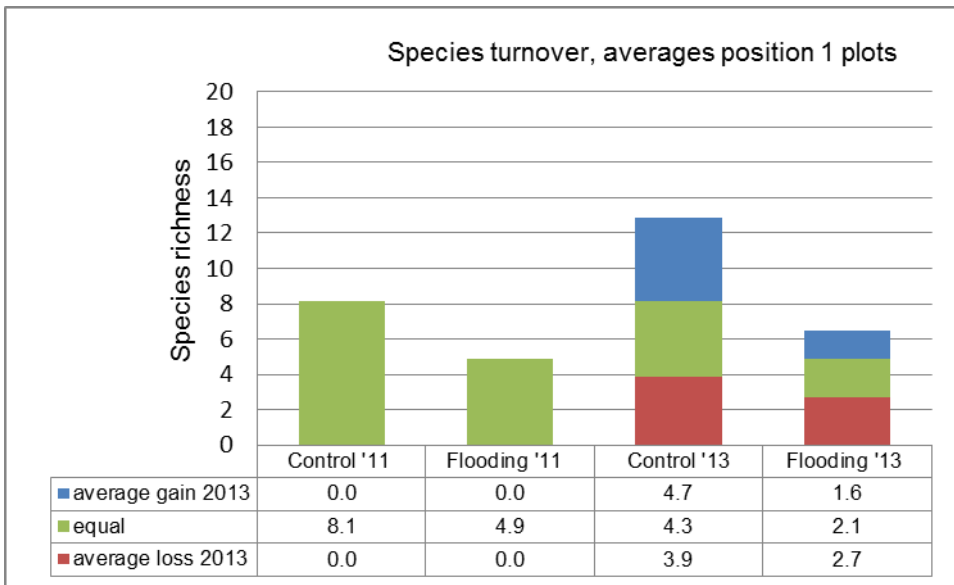 Species turnover, averages position 1 plots
Species richness
20
18
16
14
12
10
8
6
4
2
0
Control '11 Flooding '11 Control '13 Flooding '13
average gain 2013 0.0 0.0 4.7 1.6
equal 8.1 4.9 4.3 2.1
average loss 2013 0.0 0.0 3.9 2.7